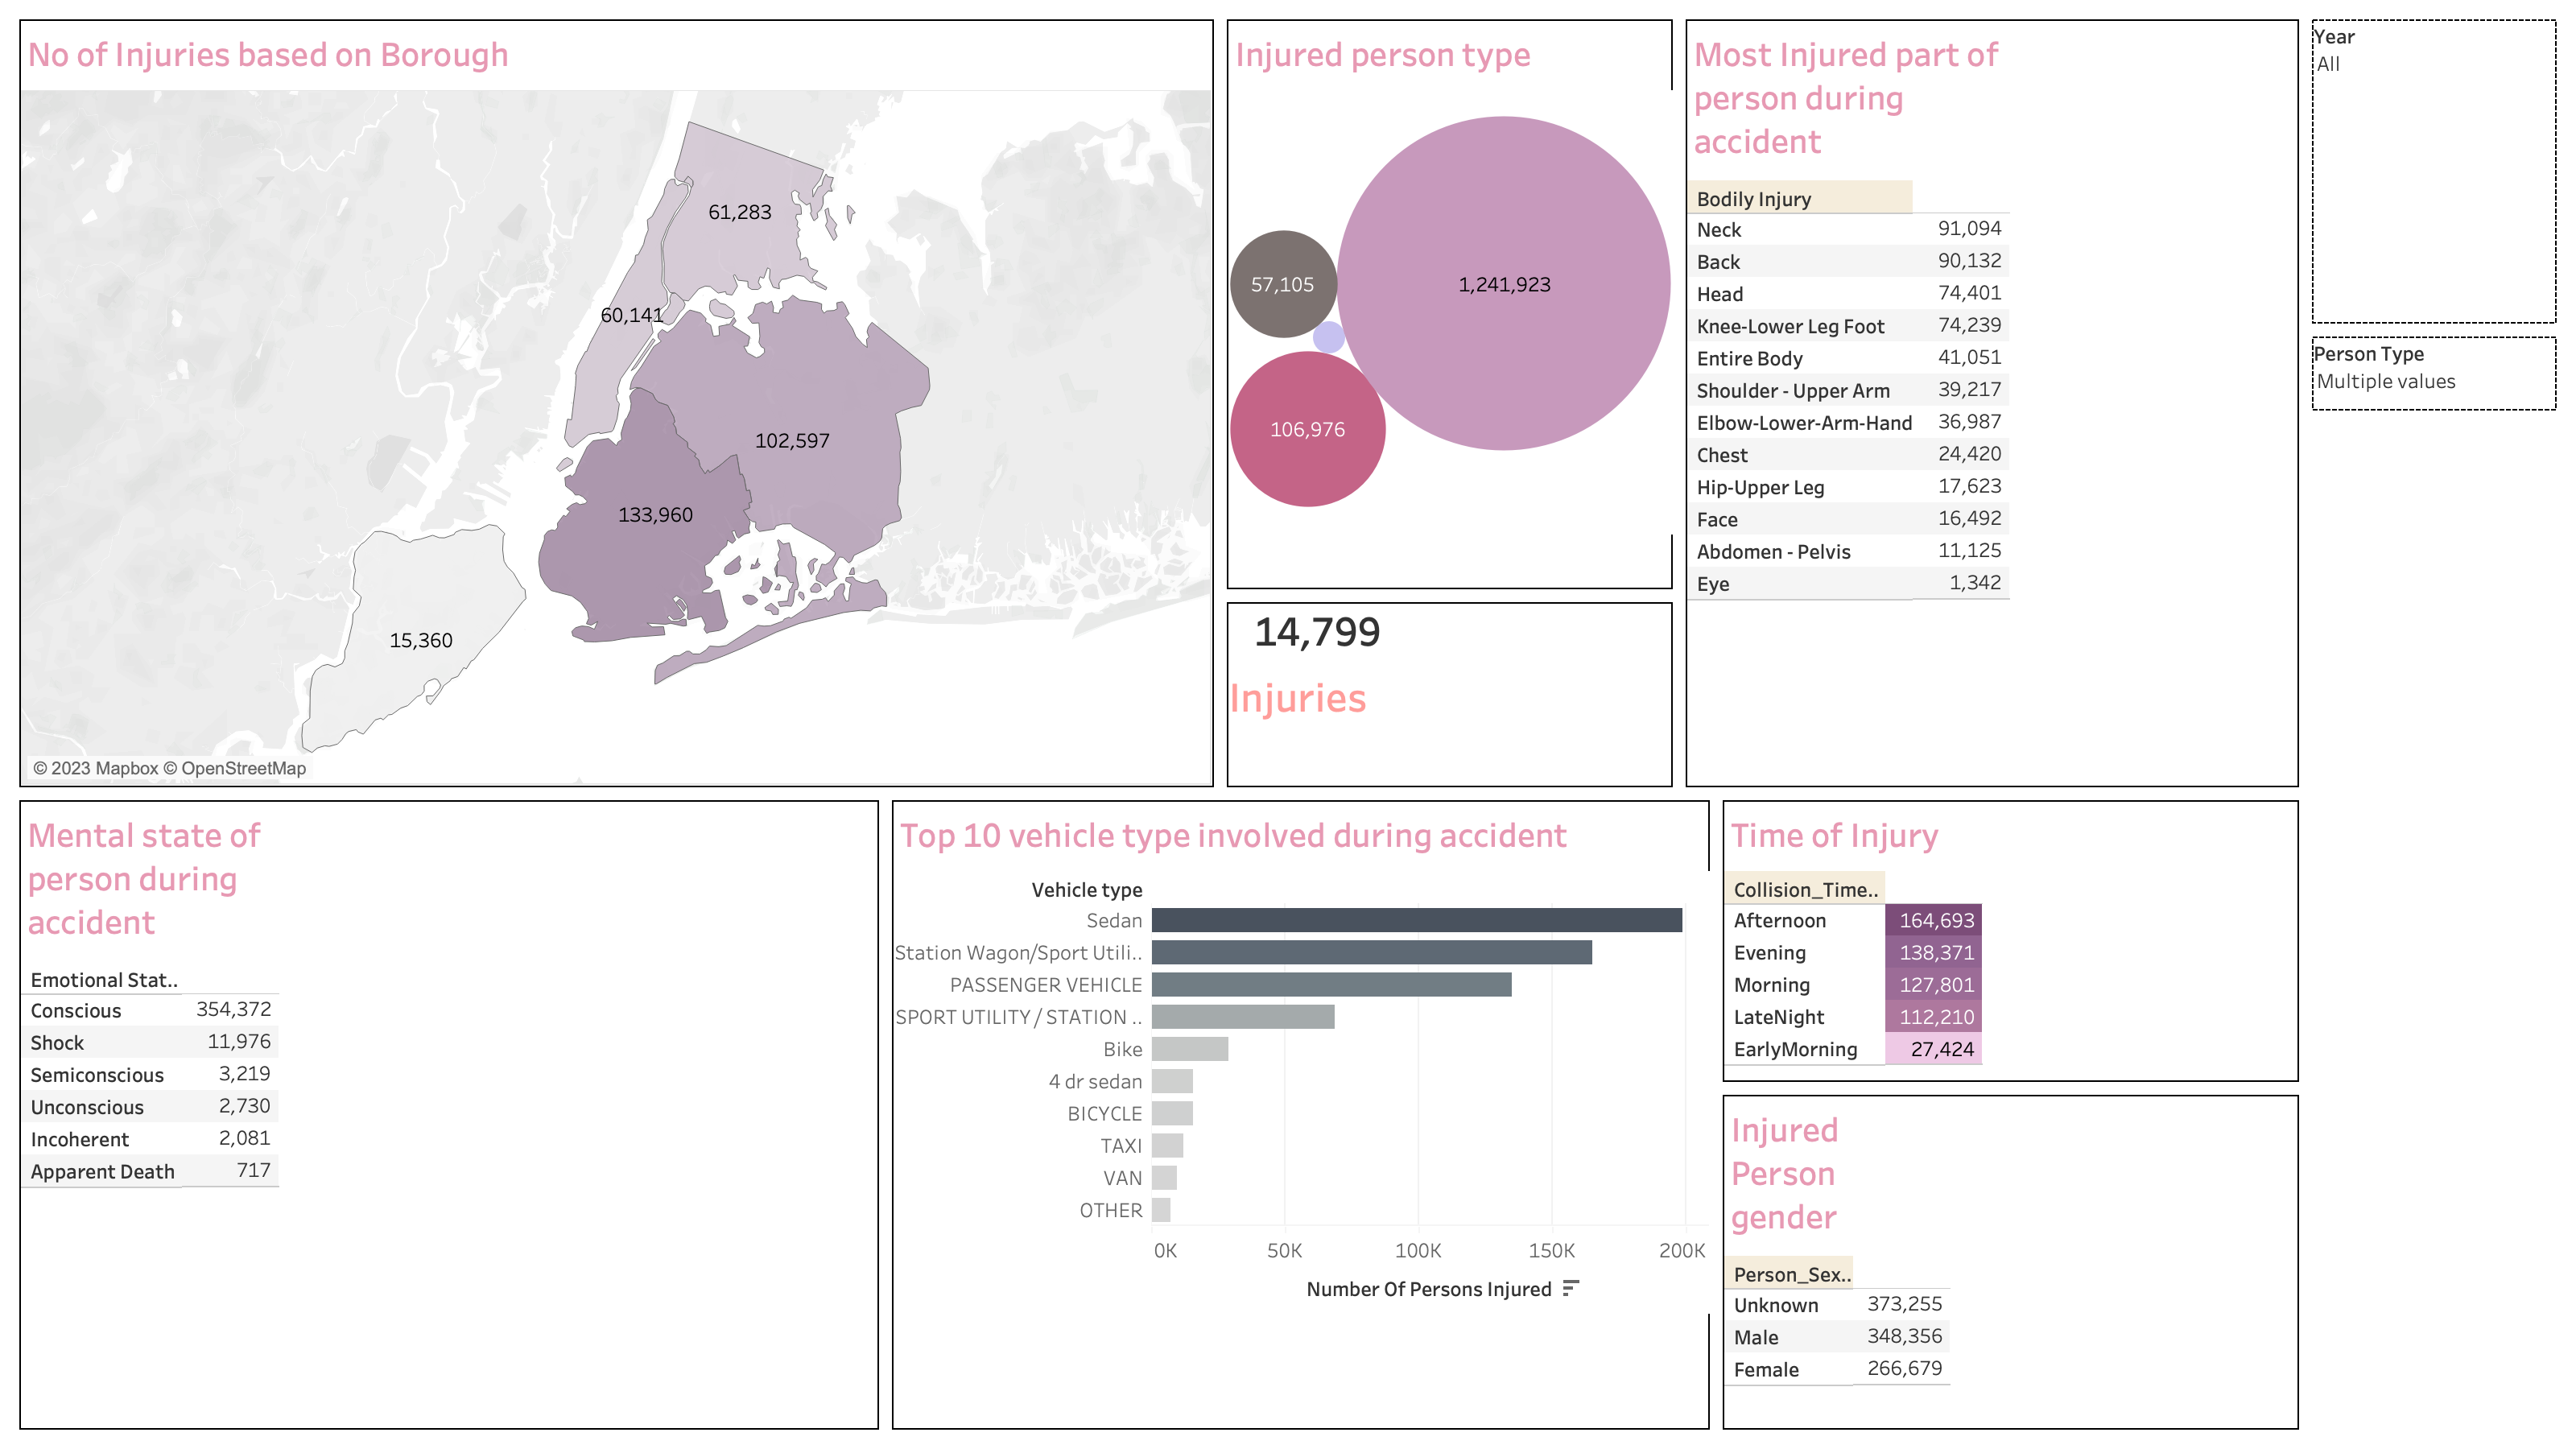 No of Injuries based on Borough
61,283
60,141
102,597
133,960
15,360
© 2023 Mapbox © OpenStreetMap
Injured person type
57,105
1,241,923
106,976
14,799
Injuries
Most Injured part of
person during
accident
Bodily Injury
Neck 91,094
Back 90,132
Head 74,401
Knee-Lower Leg Foot 74,239
Entire Body 41,051
Shoulder - Upper Arm 39,217
Elbow-Lower-Arm-Hand 36,987
Chest 24,420
Hip-Upper Leg 17,623
Face 16,492
Abdomen - Pelvis 11,125
Eye 1,342
Year
All
Person Type
Multiple values
Mental state of
person during
accident
Emotional Stat..
Conscious 354,372
Shock 11,976
Semiconscious 3,219
Unconscious 2,730
Incoherent 2,081
Apparent Death 717
Top 10 vehicle type involved during accident
Vehicle type
Sedan
Station Wagon/Sport Utili..
PASSENGER VEHICLE
SPORT UTILITY / STATION ..
Bike
4 dr sedan
BICYCLE
TAXI
VAN
OTHER
0K 50K 100K 150K 200K
Number Of Persons Injured
Time of Injury
Collision_Time..
Afternoon 164,693
Evening 138,371
Morning 127,801
LateNight 112,210
EarlyMorning 27,424
Injured
Person
gender
Person_Sex..
Unknown 373,255
Male 348,356
Female 266,679